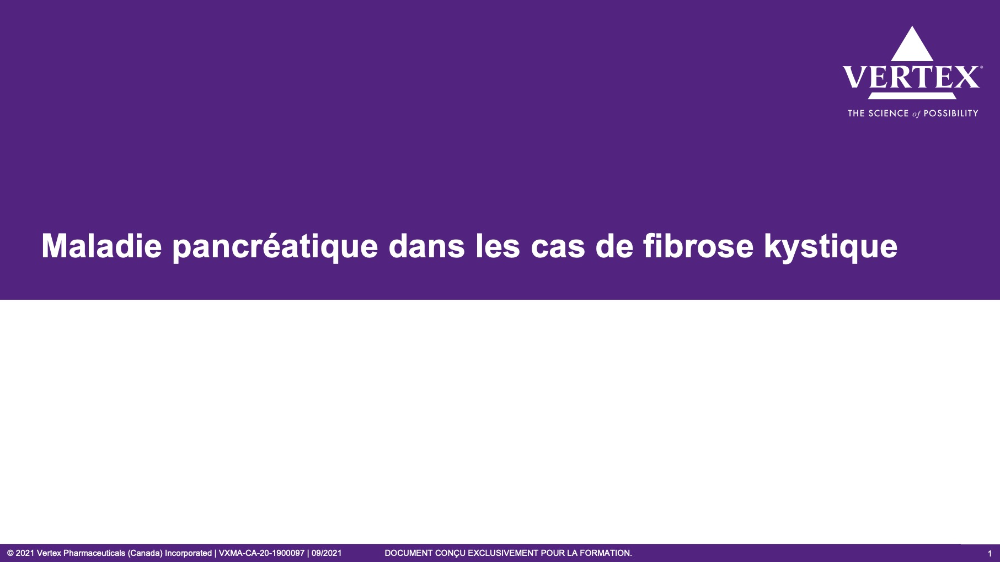 VERTEX®
THE SCIENCE of POSSIBILITY
Maladie pancréatique dans les cas de fibrose kystique
© 2021 Vertex Pharmaceuticals (Canada) Incorporated | VXMA-CA-20-1900097 | 09/2021
DOCUMENT CONÇU EXCLUSIVEMENT POUR LA FORMATION.
1